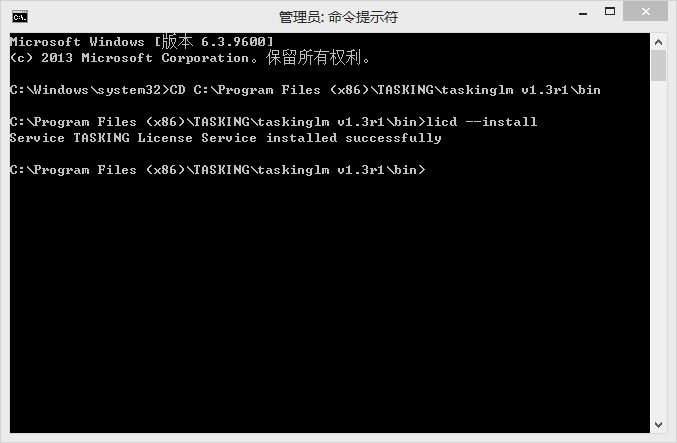 管理员: 命令提示符
Microsoft Windows [版本 6.3.9600]
(c) 2013 Microsoft Corporation。保留所有权利。
C:\Windows\system32>CD C:\Program Files (x86)\TASKING\taskinglm v1.3r1\bin
C:\Program Files (x86)\TASKING\taskinglm v1.3r1\bin>licd --install
Service TASKING License Service installed successfully
C:\Program Files (x86)\TASKING\taskinglm v1.3r1\bin>